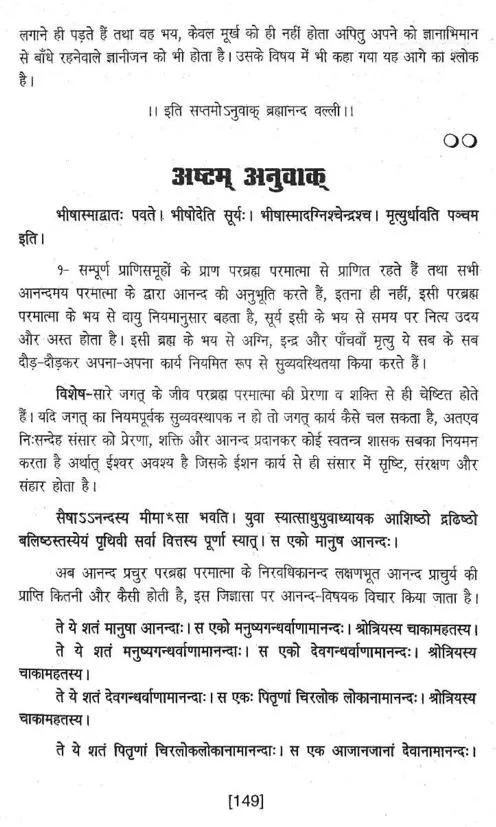 लगाने ही पड़ते हैं तथा वह भय, केवल मूर्ख को ही नहीं होता अपितु अपने को ज्ञानाभिमान
से बाँधे रहनेवाले ज्ञानीजन को भी होता है। उसके विषय में भी कहा गया यह आगे का श्लोक
है।
।। इति सप्तमोऽनुवाक् ब्रह्मानन्द वल्ली।।
००
अष्टम् अनुवाक्
भीषास्माद्वातः पवते। भीषोदेति सूर्यः। भीषास्मादग्निश्चेन्द्रश्च। मृत्युर्धावति पञ्चम
इति।
१- सम्पूर्ण प्राणिसमूहों के प्राण परब्रह्म परमात्मा से प्राणित रहते हैं तथा सभी
आनन्दमय परमात्मा के द्वारा आनन्द की अनुभूति करते हैं, इतना ही नहीं, इसी परब्रह्म
परमात्मा के भय से वायु नियमानुसार बहता है, सूर्य इसी के भय से समय पर नित्य उदय
और अस्त होता है। इसी ब्रह्म के भय से अग्नि, इन्द्र और पाँचवाँ मृत्यु ये सब के सब
दौड़-दौड़कर अपना-अपना कार्य नियमित रूप से सुव्यवस्थितया किया करते हैं।
विशेष-सारे जगत् के जीव परब्रह्म परमात्मा की प्रेरणा व शक्ति से ही चेष्टित होते
हैं। यदि जगत् का नियमपूर्वक सुव्यवस्थापक न हो तो जगत् कार्य कैसे चल सकता है, अतएव
निःसन्देह संसार को प्रेरणा, शक्ति और आनन्द प्रदानकर कोई स्वतन्त्र शासक सबका नियमन
करता है अर्थात् ईश्वर अवश्य है जिसके ईशन कार्य से ही संसार में सृष्टि, संरक्षण और
संहार होता है।
सैषाऽऽनन्दस्य मीमा*सा भवति। युवा स्यात्साधुयुवाध्यायक आशिष्ठो द्रढिष्ठो
बलिष्ठस्तस्येयं पृथिवी सर्वा वित्तस्य पूर्णा स्यात्। स एको मानुष आनन्दः।
अब आनन्द प्रचुर परब्रह्म परमात्मा के निरवधिकानन्द लक्षणभूत आनन्द प्राचुर्य की
प्राप्ति कितनी और कैसी होती है, इस जिज्ञासा पर आनन्द-विषयक विचार किया जाता है।
ते ये शतं मानुषा आनन्दाः। स एको मनुष्यगन्धर्वाणामानन्दः। श्रोत्रियस्य चाकामहतस्य।
ते ये शतं मनुष्यगन्धर्वाणामानन्दाः। स एको देवगन्धर्वाणामानन्दः। श्रोत्रियस्य
चाकामहतस्य।
ते ये शतं देवगन्धर्वाणामानन्दाः। स एकः पितृणां चिरलोक लोकानामानन्दः। श्रोत्रियस्य
चाकामहतस्य।
ते ये शतं पितृणां चिरलोकलोकानामानन्दाः। स एक आजानजानां देवानामानन्दः।
[149]